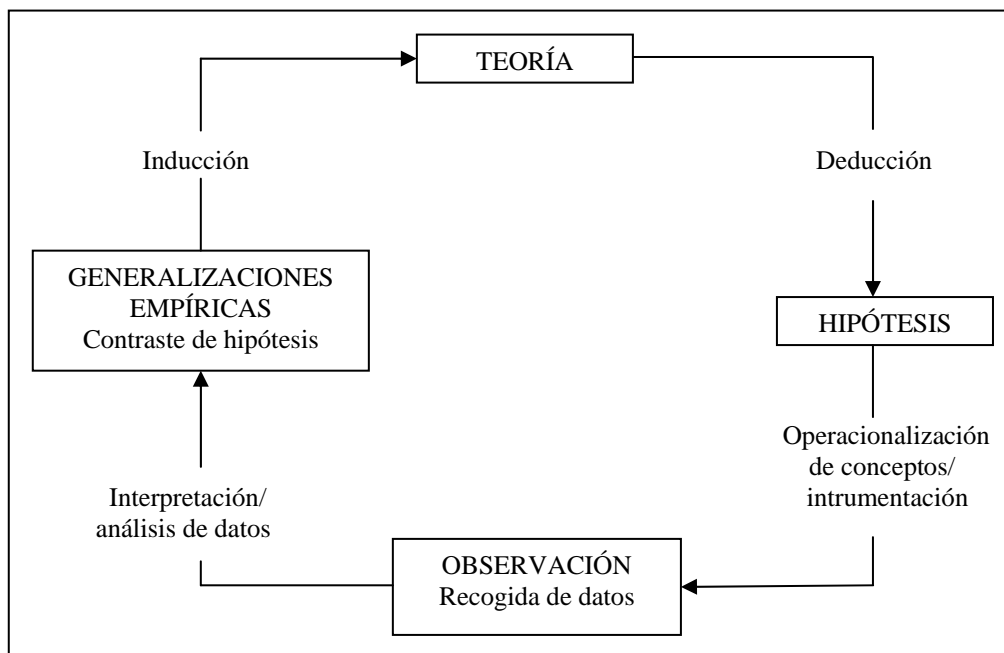 TEORÍA
Inducción
Deducción
GENERALIZACIONES
EMPÍRICAS
Contraste de hipótesis
HIPÓTESIS
Operacionalización
de conceptos/
intrumentación
Interpretación/
análisis de datos
OBSERVACIÓN
Recogida de datos